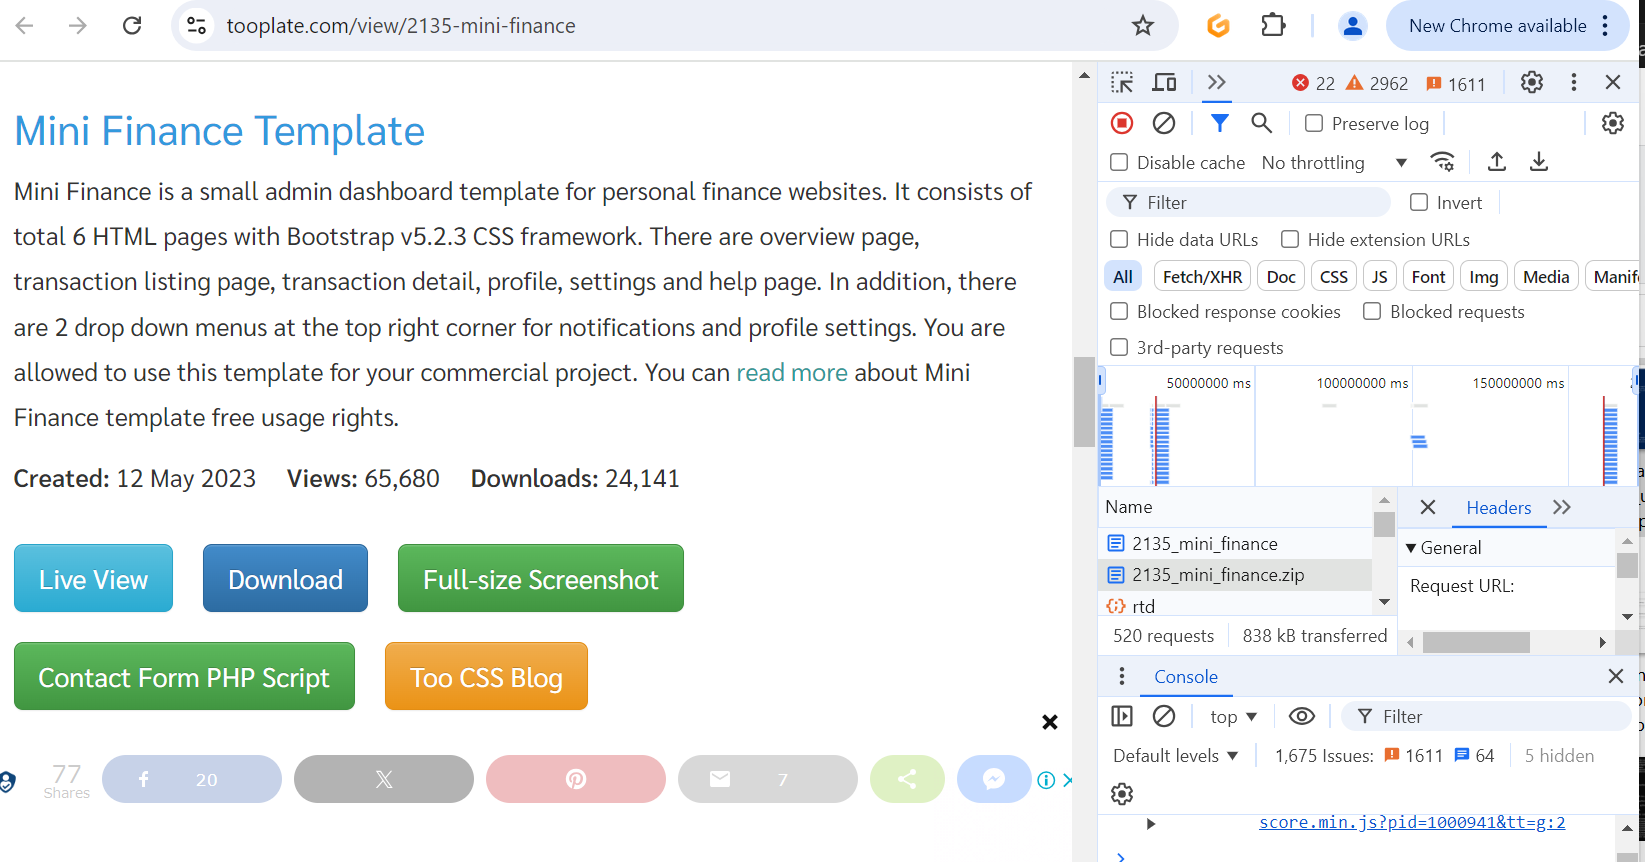 tooplate.com/view/2135-mini-finance
New Chrome available
Mini Finance Template
Mini Finance is a small admin dashboard template for personal finance websites. It consists of
total 6 HTML pages with Bootstrap v5.2.3 CSS framework. There are overview page,
transaction listing page, transaction detail, profile, settings and help page. In addition, there
are 2 drop down menus at the top right corner for notifications and profile settings. You are
allowed to use this template for your commercial project. You can read more about Mini
Finance template free usage rights.
Created: 12 May 2023 Views: 65,680 Downloads: 24,141
Live View Download Full-size Screenshot
Contact Form PHP Script Too CSS Blog
77
Shares
20
7
22 2962 1611
Preserve log
Disable cache No throttling
Filter Invert
Hide data URLs Hide extension URLs
All Fetch/XHR Doc CSS JS Font Img Media Manif
Blocked response cookies Blocked requests
3rd-party requests
50000000 ms 100000000 ms 150000000 ms
Name
2135_mini_finance
2135_mini_finance.zip
rtd
Headers
General
Request URL:
520 requests 838 kB transferred
Console
top Filter
Default levels 1,675 Issues: 1611 64 5 hidden
score.min.js?pid=1000941&tt=g:2